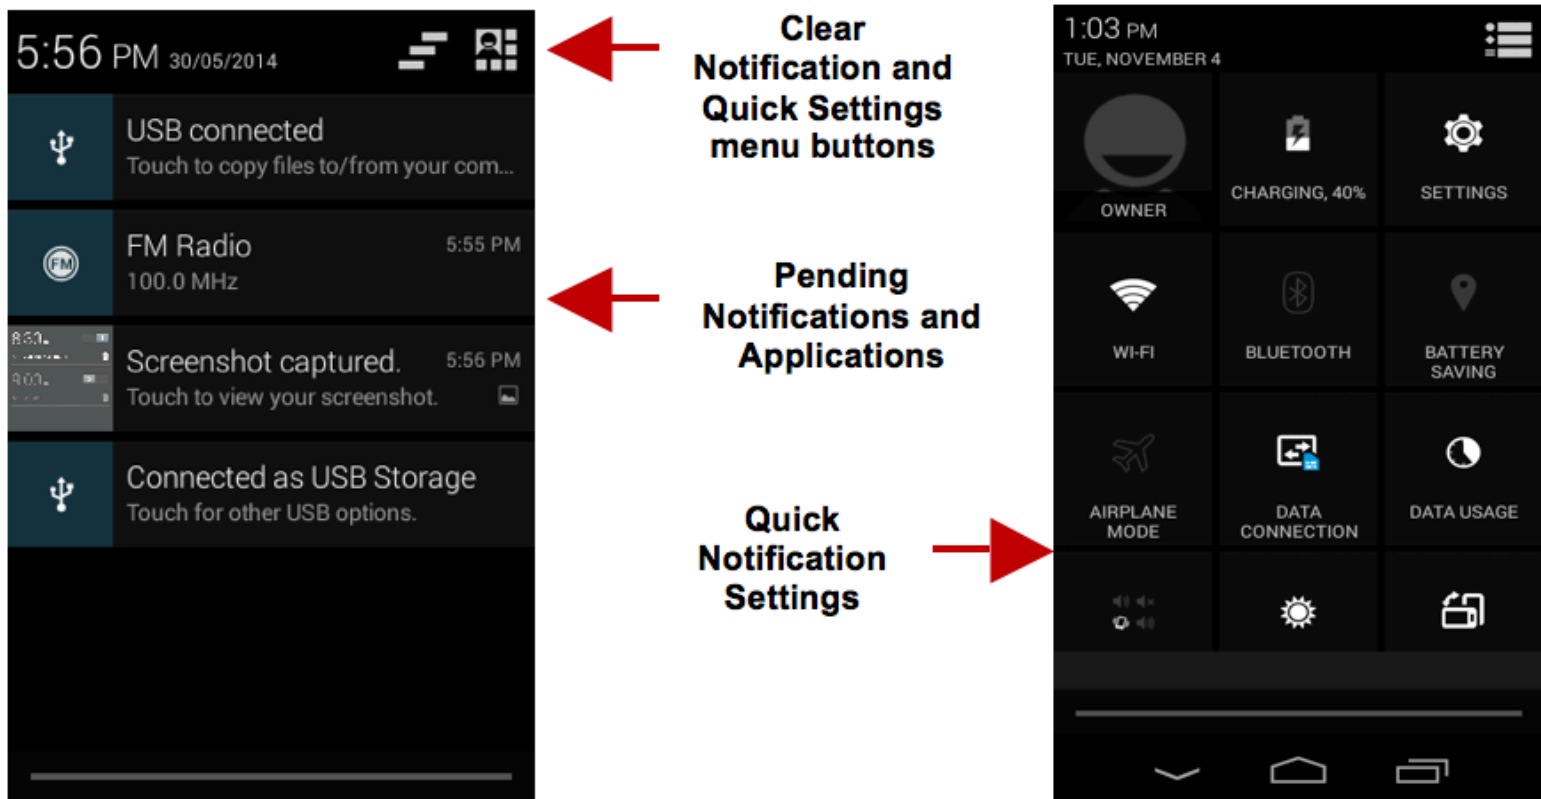 5:56 PM 30/05/2014
USB connected
Touch to copy files to/from your com...
FM
FM Radio
5:55 PM
100.0 MHz
Screenshot captured.
5:56 PM
Touch to view your screenshot.
Connected as USB Storage
Touch for other USB options.
Clear
Notification and
Quick Settings
menu buttons
Pending
Notifications and
Applications
Quick
Notification
Settings
1:03 PM
TUE, NOVEMBER 4
OWNER
CHARGING, 40%
SETTINGS
WI-FI
BLUETOOTH
BATTERY
SAVING
AIRPLANE
MODE
DATA
CONNECTION
DATA USAGE